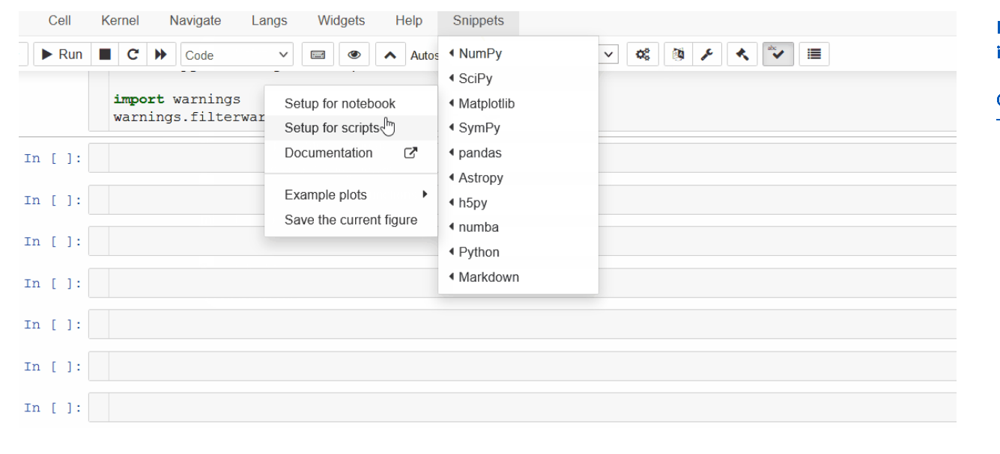 Cell Kernel Navigate Langs Widgets Help Snippets
Run Code Autos
import warnings
warnings.filterwar
Setup for notebook
Setup for scripts
Documentation
Example plots
Save the current figure
NumPy
SciPy
Matplotlib
SymPy
pandas
Astropy
h5py
numba
Python
Markdown
abc
In [ ]:
In [ ]:
In [ ]:
In [ ]:
In [ ]:
In [ ]:
In [ ]: